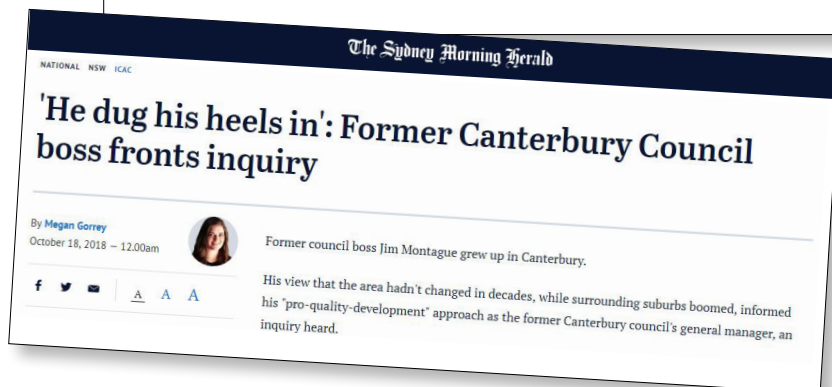 The Sydney Morning Herald
NATIONAL NSW ICAC
'He dug his heels in': Former Canterbury Council
boss fronts inquiry
By Megan Gorrey
October 18, 2018 — 12.00am
A A A
Former council boss Jim Montague grew up in Canterbury.
His view that the area hadn't changed in decades, while surrounding suburbs boomed, informed
his "pro-quality-development" approach as the former Canterbury council's general manager, an
inquiry heard.